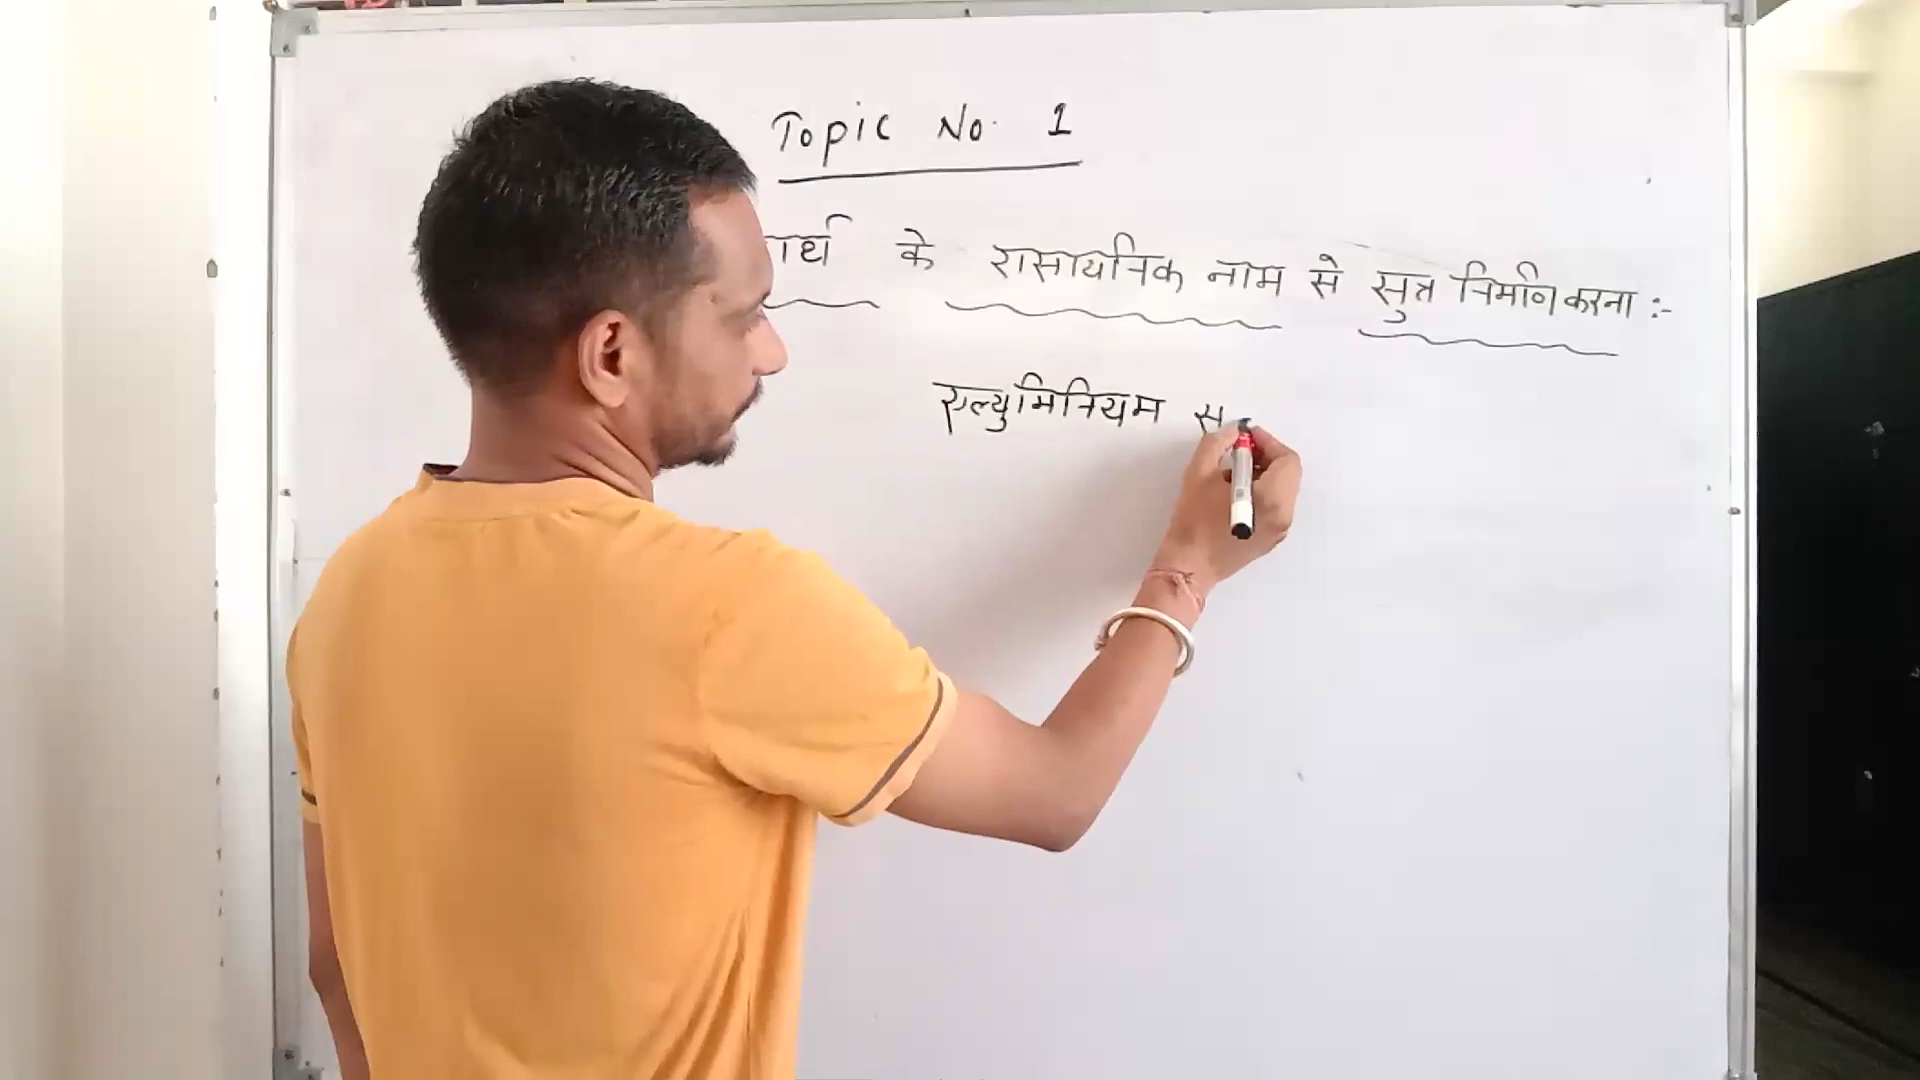 Topic No. 1
ार्थ के रासायनिक नाम से सुत्र निर्माण करना :-
एल्युमिनियम स